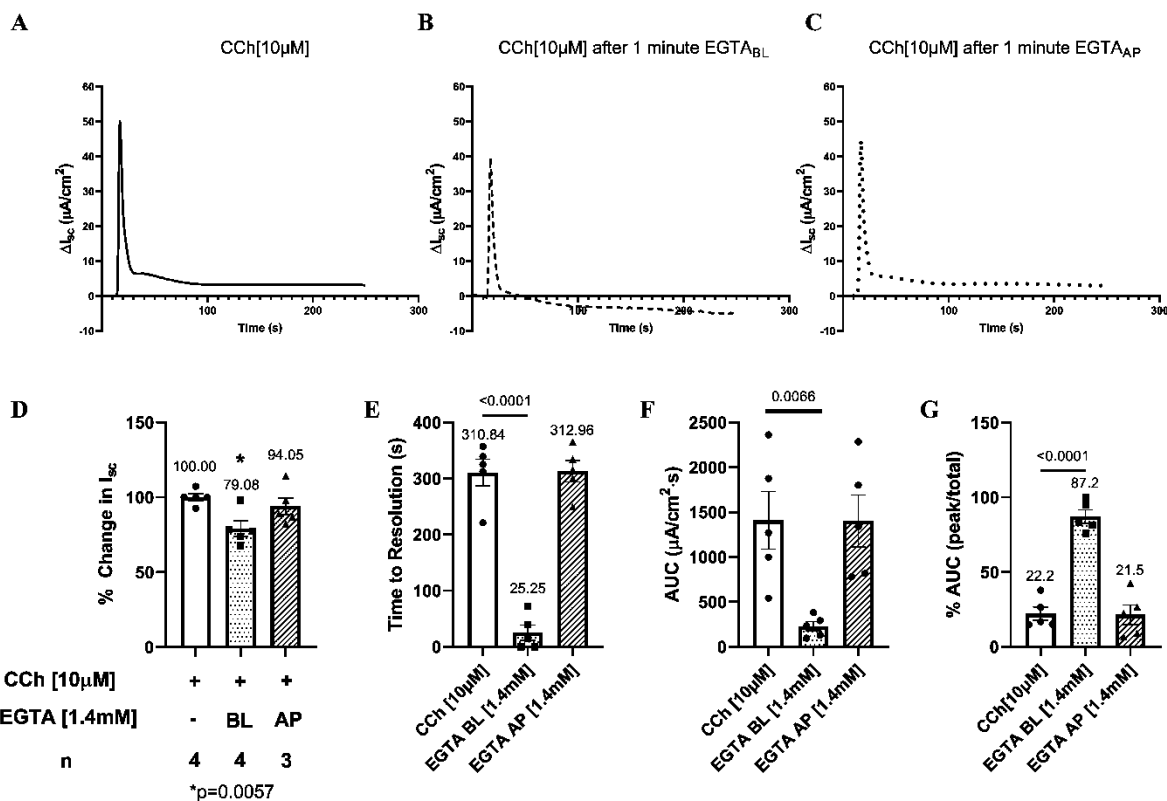 A
CCh[10µM]
60
50
40
30
20
10
0
-10
ΔIsc (µA/cm²)
100
200
300
Time (s)
B
CCh[10µM] after 1 minute EGTABL
60
50
40
30
20
10
0
-10
ΔIsc (µA/cm²)
100
200
300
Time (s)
C
CCh[10µM] after 1 minute EGTAAP
60
50
40
30
20
10
0
-10
ΔIsc (µA/cm²)
100
200
300
Time (s)
D
% Change in Isc
150
100
50
0
100.00
*
79.08
94.05
CCh [10µM] + + +
EGTA [1.4mM] - BL AP
n 4 4 3
*p=0.0057
E
Time to Resolution (s)
400
300
200
100
0
<0.0001
310.84
25.25
312.96
CCh [10µM]
EGTA BL [1.4mM]
EGTA AP [1.4mM]
F
AUC (µA/cm²·s)
2500
2000
1500
1000
500
0
0.0066
CCh [10µM]
EGTA BL [1.4mM]
EGTA AP [1.4mM]
G
% AUC (peak/total)
150
100
50
0
<0.0001
22.2
87.2
21.5
CCh[10µM]
EGTA BL [1.4mM]
EGTA AP [1.4mM]